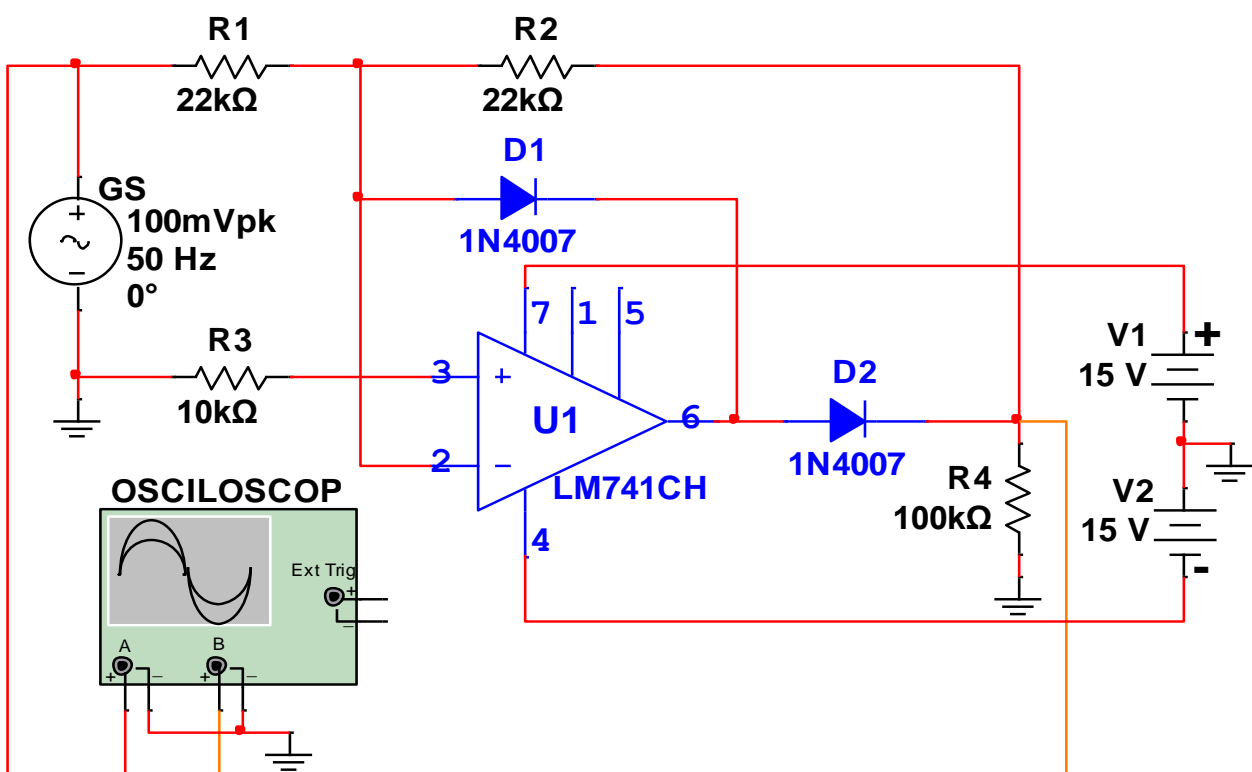 R1
22kΩ
R2
22kΩ
D1
1N4007
GS
+
100mVpk
50 Hz
0°
−
R3
10kΩ
7
1
5
3
+
U1
6
2
−
LM741CH
4
D2
1N4007
V1
+
15 V
R4
100kΩ
V2
15 V
-
OSCILOSCOP
Ext Trig
+
−
A
B
+
−
+
−